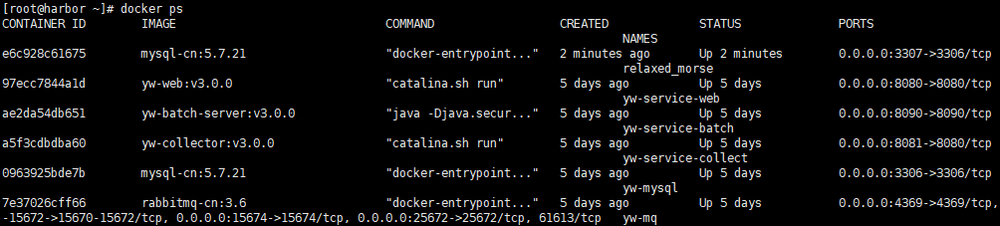 [root@harbor ~]# docker ps
CONTAINER ID        IMAGE                     COMMAND                  CREATED             STATUS              PORTS
                                                                                           NAMES
e6c928c61675        mysql-cn:5.7.21           "docker-entrypoint..."   2 minutes ago       Up 2 minutes        0.0.0.0:3307->3306/tcp
                                                                                           relaxed_morse
97ecc7844a1d        yw-web:v3.0.0             "catalina.sh run"        5 days ago          Up 5 days           0.0.0.0:8080->8080/tcp
                                                                                           yw-service-web
ae2da54db651        yw-batch-server:v3.0.0    "java -Djava.secur..."   5 days ago          Up 5 days           0.0.0.0:8090->8090/tcp
                                                                                           yw-service-batch
a5f3cdbdba60        yw-collector:v3.0.0       "catalina.sh run"        5 days ago          Up 5 days           0.0.0.0:8081->8080/tcp
                                                                                           yw-service-collect
0963925bde7b        mysql-cn:5.7.21           "docker-entrypoint..."   5 days ago          Up 5 days           0.0.0.0:3306->3306/tcp
                                                                                           yw-mysql
7e37026cff66        rabbitmq-cn:3.6           "docker-entrypoint..."   5 days ago          Up 5 days           0.0.0.0:4369->4369/tcp,
-15672->15670-15672/tcp, 0.0.0.0:15674->15674/tcp, 0.0.0.0:25672->25672/tcp, 61613/tcp   yw-mq